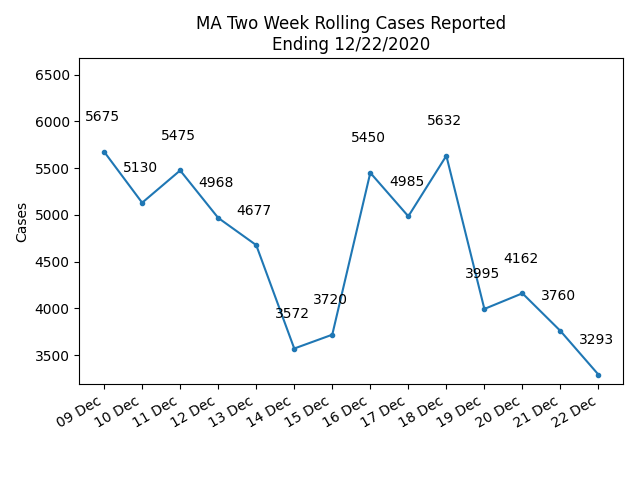 MA Two Week Rolling Cases Reported
Ending 12/22/2020
Cases
6500
6000
5500
5000
4500
4000
3500
5675
5130
5475
4968
4677
3572
3720
5450
4985
5632
3995
4162
3760
3293
09 Dec
10 Dec
11 Dec
12 Dec
13 Dec
14 Dec
15 Dec
16 Dec
17 Dec
18 Dec
19 Dec
20 Dec
21 Dec
22 Dec